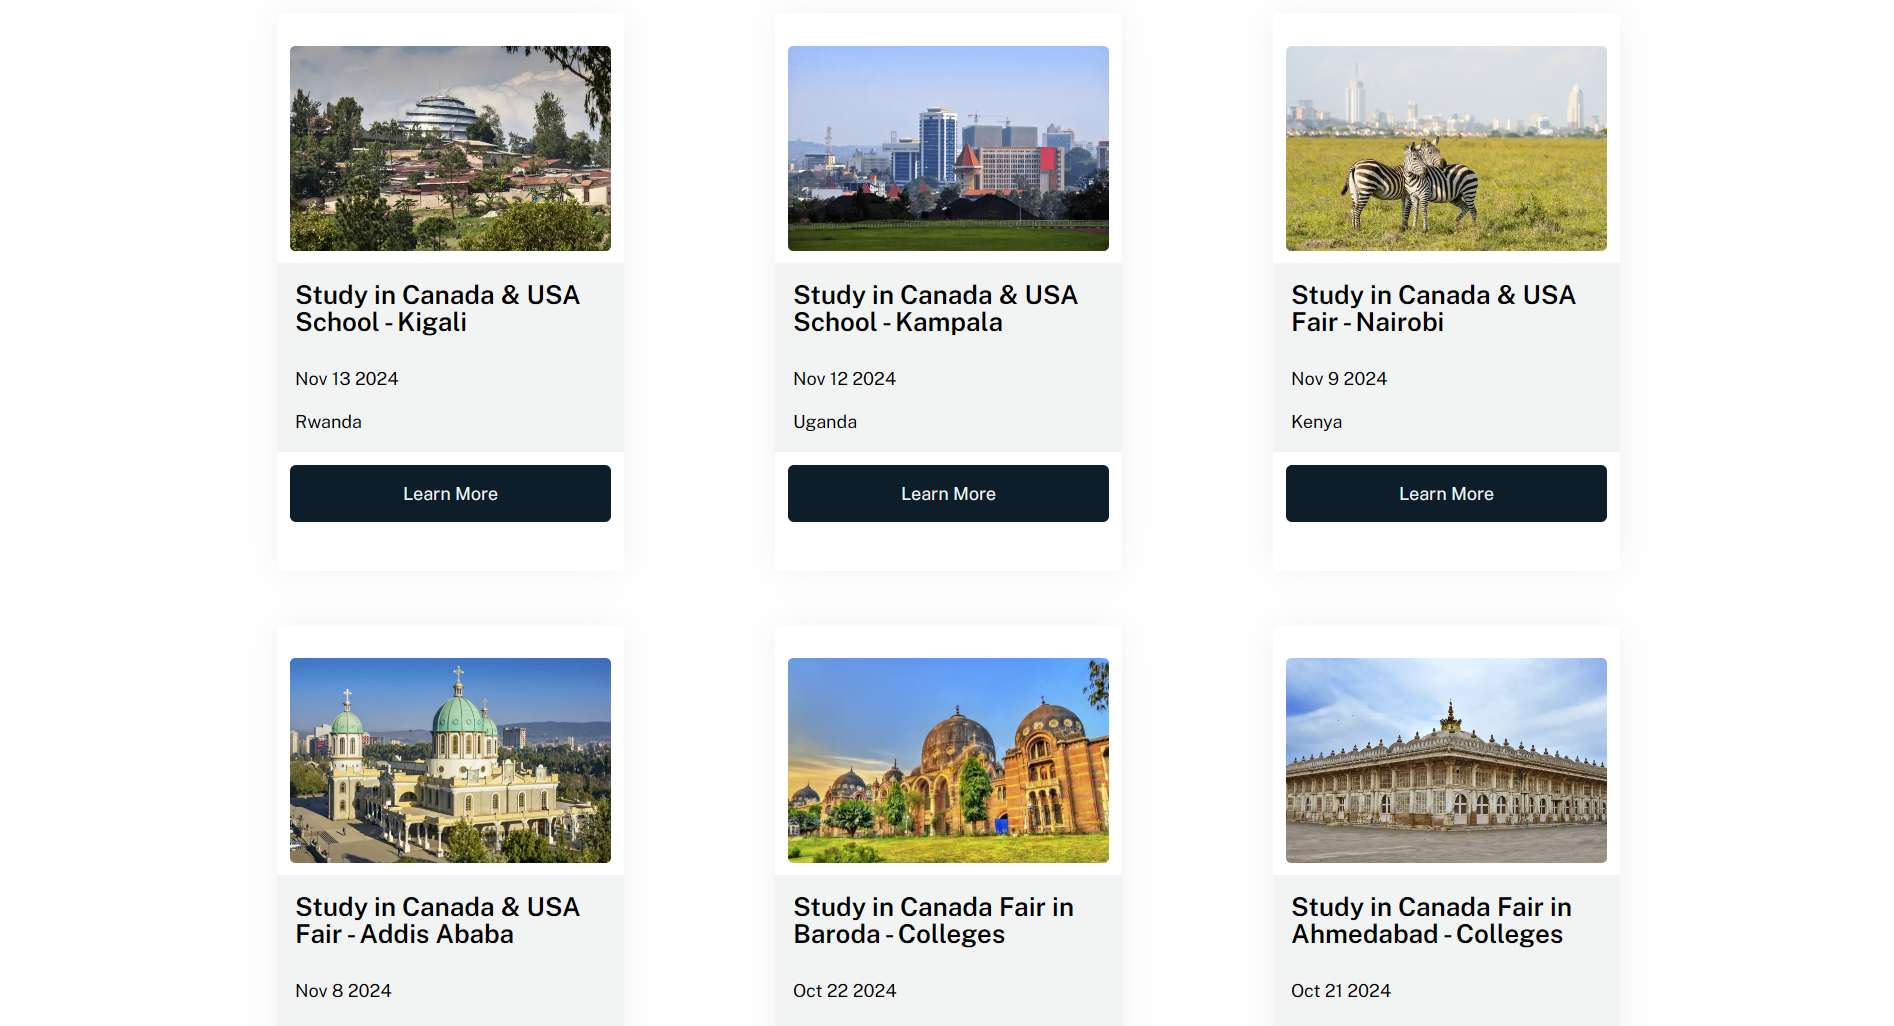 Study in Canada & USA
School - Kigali
Nov 13 2024
Rwanda
Learn More
Study in Canada & USA
School - Kampala
Nov 12 2024
Uganda
Learn More
Study in Canada & USA
Fair - Nairobi
Nov 9 2024
Kenya
Learn More
Study in Canada & USA
Fair - Addis Ababa
Nov 8 2024
Study in Canada Fair in
Baroda - Colleges
Oct 22 2024
Study in Canada Fair in
Ahmedabad - Colleges
Oct 21 2024